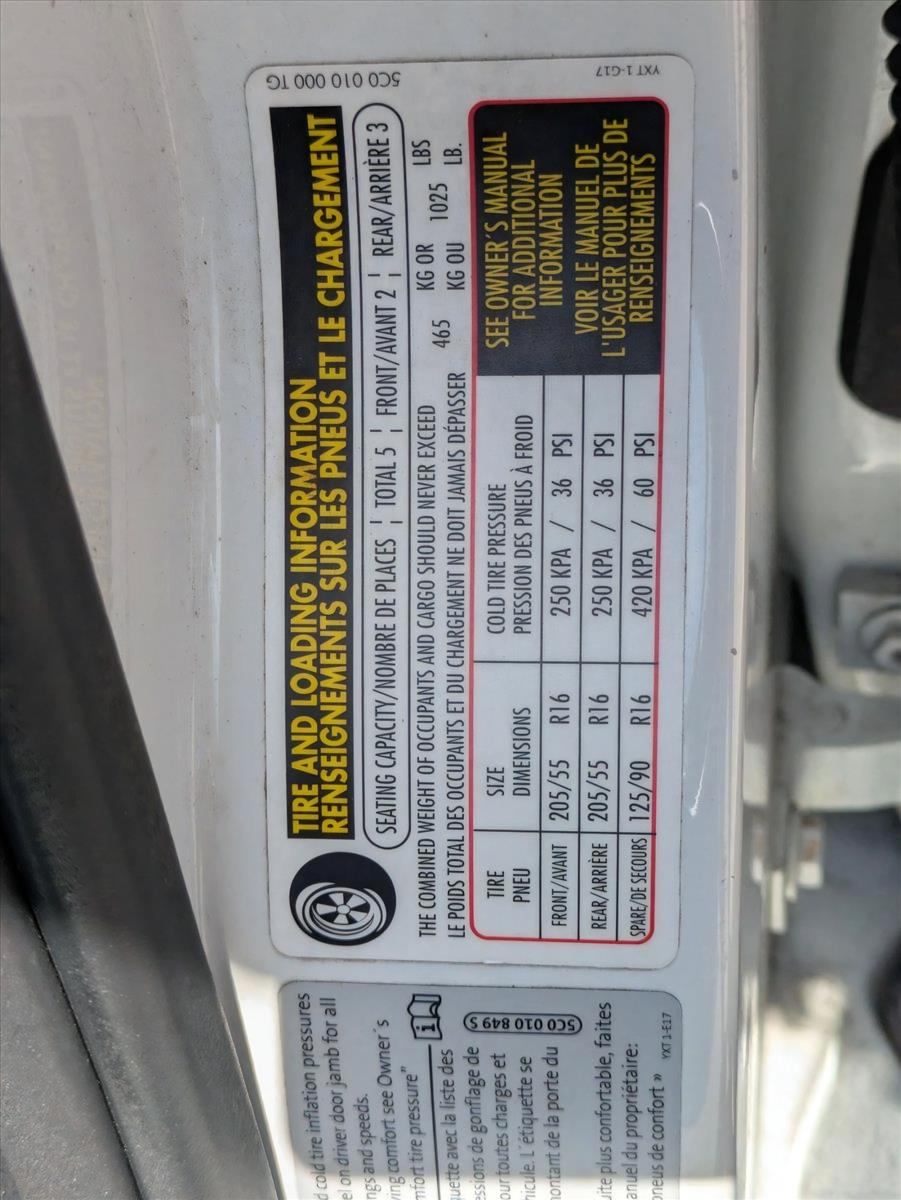 5C0 010 000 TG
TIRE AND LOADING INFORMATION
RENSEIGNEMENTS SUR LES PNEUS ET LE CHARGEMENT
SEATING CAPACITY/NOMBRE DE PLACES ¦ TOTAL 5 ¦ FRONT/AVANT 2 ¦ REAR/ARRIÈRE 3
THE COMBINED WEIGHT OF OCCUPANTS AND CARGO SHOULD NEVER EXCEED 465 KG OR 1025 LBS
LE POIDS TOTAL DES OCCUPANTS ET DU CHARGEMENT NE DOIT JAMAIS DÉPASSER KG OU LB.
TIRE SIZE COLD TIRE PRESSURE
PNEU DIMENSIONS PRESSION DES PNEUS À FROID
FRONT/AVANT 205/55 R16 250 KPA / 36 PSI
REAR/ARRIÈRE 205/55 R16 250 KPA / 36 PSI
SPARE/DE SECOURS 125/90 R16 420 KPA / 60 PSI
SEE OWNER'S MANUAL
FOR ADDITIONAL
INFORMATION
VOIR LE MANUEL DE
L'USAGER POUR PLUS DE
RENSEIGNEMENTS
YXT 1-G17
d cold tire inflation pressures
el on driver door jamb for all
ngs and speeds.
ving comfort see Owner´s
mfort tire pressure"
i
quette avec la liste des
essions de gonflage de
our toutes charges et
hicule. L´étiquette se
montant de la porte du
5C0 010 849 S
uite plus confortable, faites
anuel du propriétaire:
pneus de confort »
YXT 1-E17